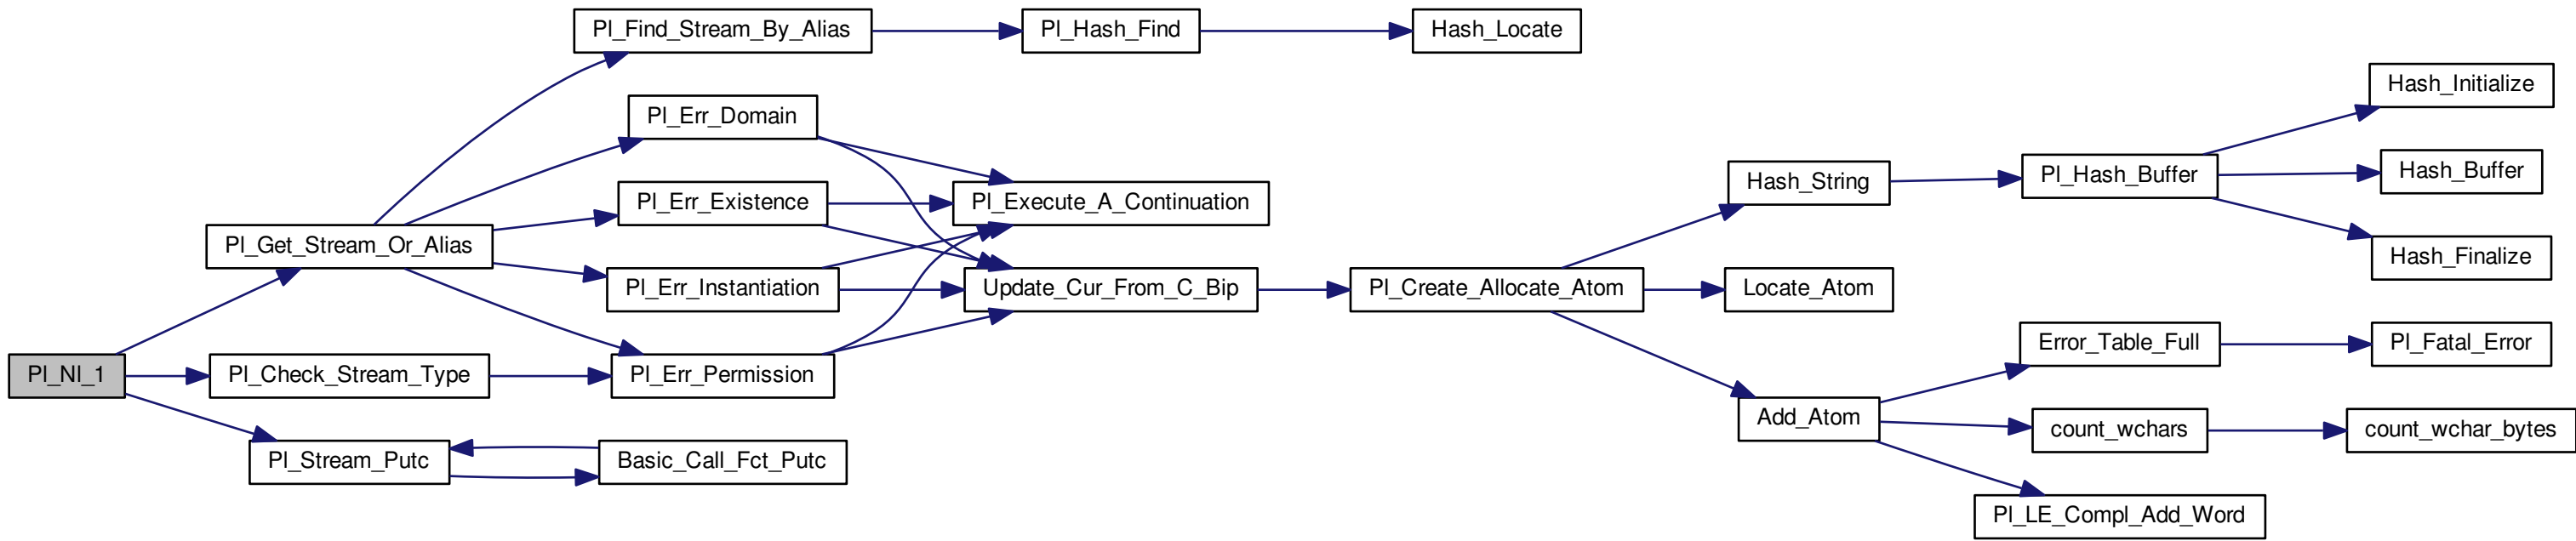 Pl_Find_Stream_By_Alias
Pl_Hash_Find
Hash_Locate
Hash_Initialize
Pl_Err_Domain
Hash_String
Pl_Hash_Buffer
Hash_Buffer
Pl_Err_Existence
Pl_Execute_A_Continuation
Pl_Get_Stream_Or_Alias
Hash_Finalize
Pl_Err_Instantiation
Update_Cur_From_C_Bip
Pl_Create_Allocate_Atom
Locate_Atom
Error_Table_Full
Pl_Fatal_Error
Pl_Nl_1
Pl_Check_Stream_Type
Pl_Err_Permission
Add_Atom
count_wchars
count_wchar_bytes
Pl_Stream_Putc
Basic_Call_Fct_Putc
Pl_LE_Compl_Add_Word